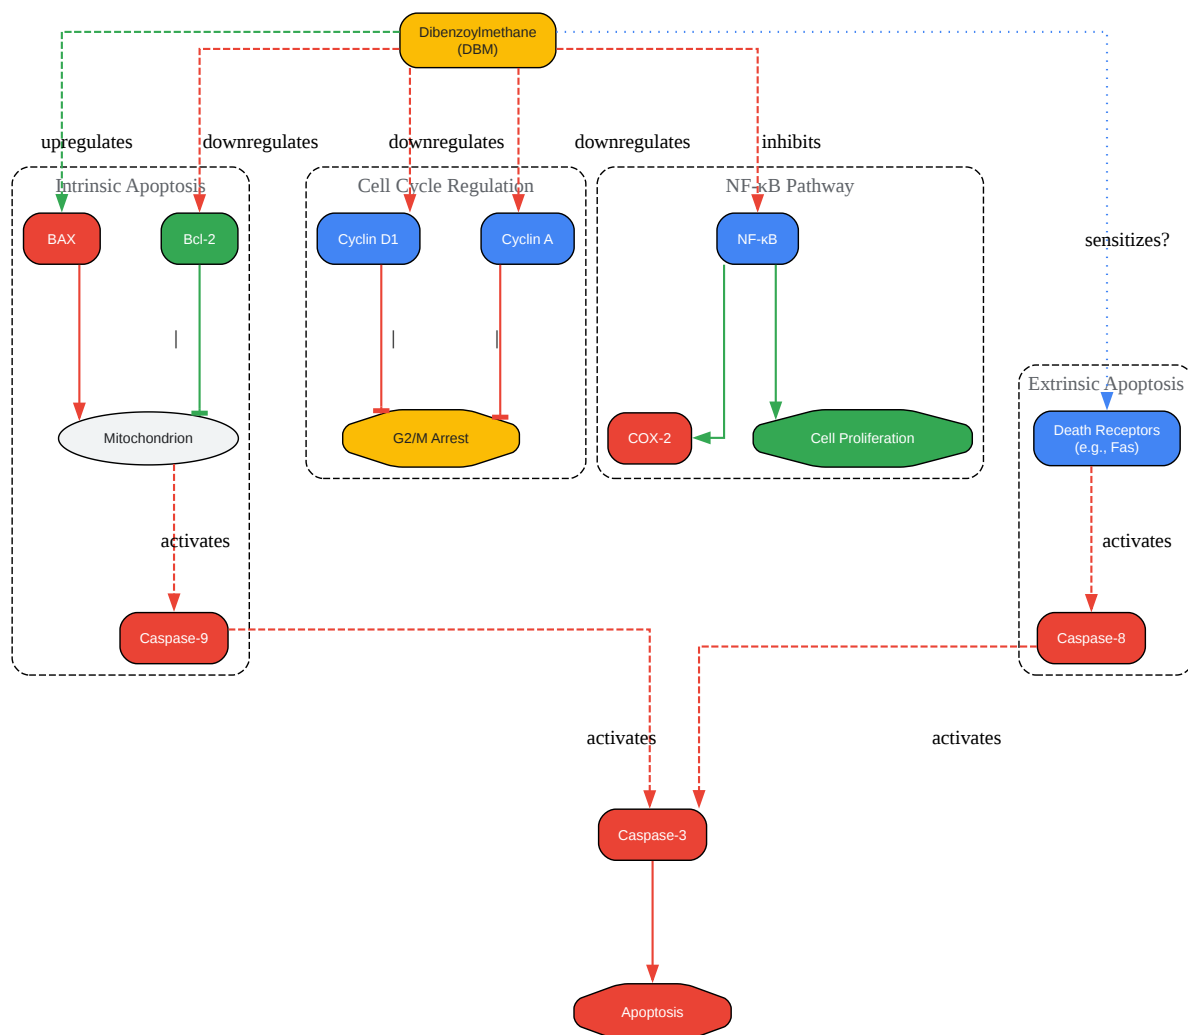 Dibenzoylmethane
(DBM)
upregulates
downregulates
downregulates
downregulates
inhibits
Intrinsic Apoptosis
Cell Cycle Regulation
NF-κB Pathway
BAX
Bcl-2
Cyclin D1
Cyclin A
NF-κB
sensitizes?
|
|
|
Extrinsic Apoptosis
Mitochondrion
G2/M Arrest
COX-2
Cell Proliferation
Death Receptors
(e.g., Fas)
activates
activates
Caspase-9
Caspase-8
activates
activates
Caspase-3
Apoptosis